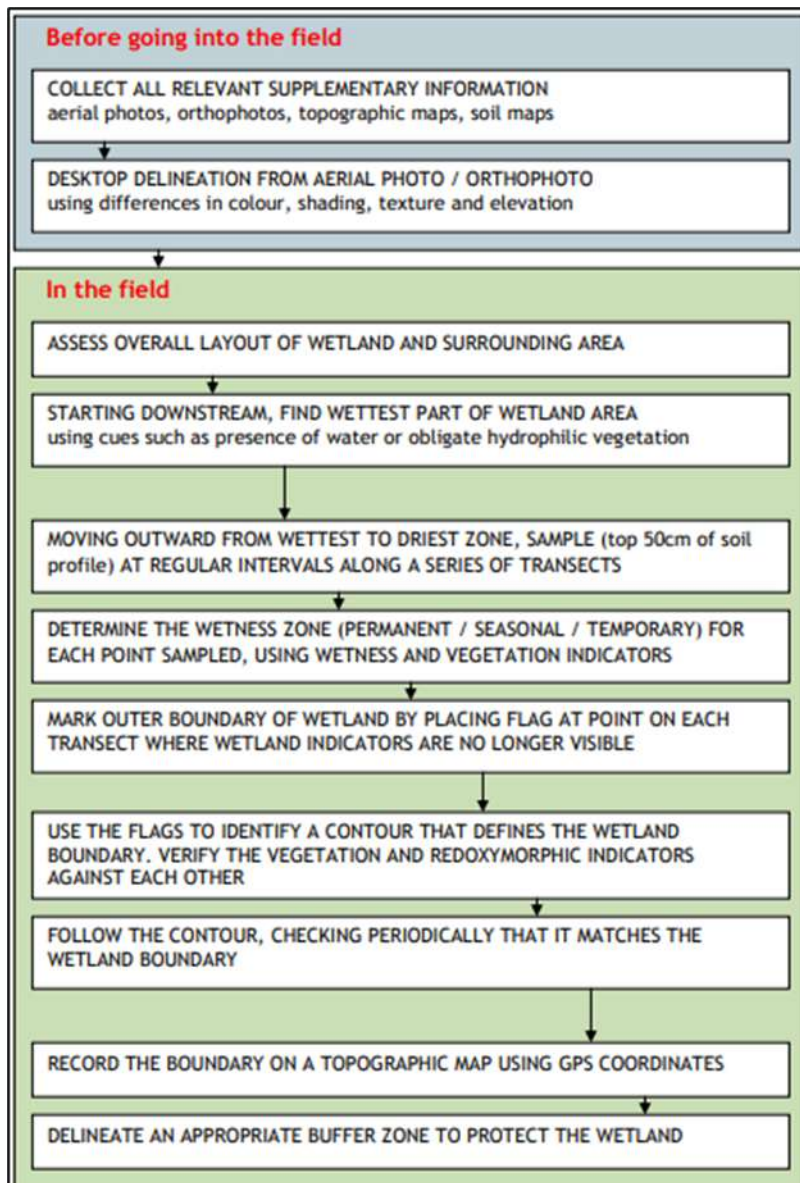 Before going into the field
COLLECT ALL RELEVANT SUPPLEMENTARY INFORMATION
aerial photos, orthophotos, topographic maps, soil maps
DESKTOP DELINEATION FROM AERIAL PHOTO / ORTHOPHOTO
using differences in colour, shading, texture and elevation
In the field
ASSESS OVERALL LAYOUT OF WETLAND AND SURROUNDING AREA
STARTING DOWNSTREAM, FIND WETTEST PART OF WETLAND AREA
using cues such as presence of water or obligate hydrophilic vegetation
MOVING OUTWARD FROM WETTEST TO DRIEST ZONE, SAMPLE (top 50cm of soil
profile) AT REGULAR INTERVALS ALONG A SERIES OF TRANSECTS
DETERMINE THE WETNESS ZONE (PERMANENT / SEASONAL / TEMPORARY) FOR
EACH POINT SAMPLED, USING WETNESS AND VEGETATION INDICATORS
MARK OUTER BOUNDARY OF WETLAND BY PLACING FLAG AT POINT ON EACH
TRANSECT WHERE WETLAND INDICATORS ARE NO LONGER VISIBLE
USE THE FLAGS TO IDENTIFY A CONTOUR THAT DEFINES THE WETLAND
BOUNDARY. VERIFY THE VEGETATION AND REDOXYMORPHIC INDICATORS
AGAINST EACH OTHER
FOLLOW THE CONTOUR, CHECKING PERIODICALLY THAT IT MATCHES THE
WETLAND BOUNDARY
RECORD THE BOUNDARY ON A TOPOGRAPHIC MAP USING GPS COORDINATES
DELINEATE AN APPROPRIATE BUFFER ZONE TO PROTECT THE WETLAND